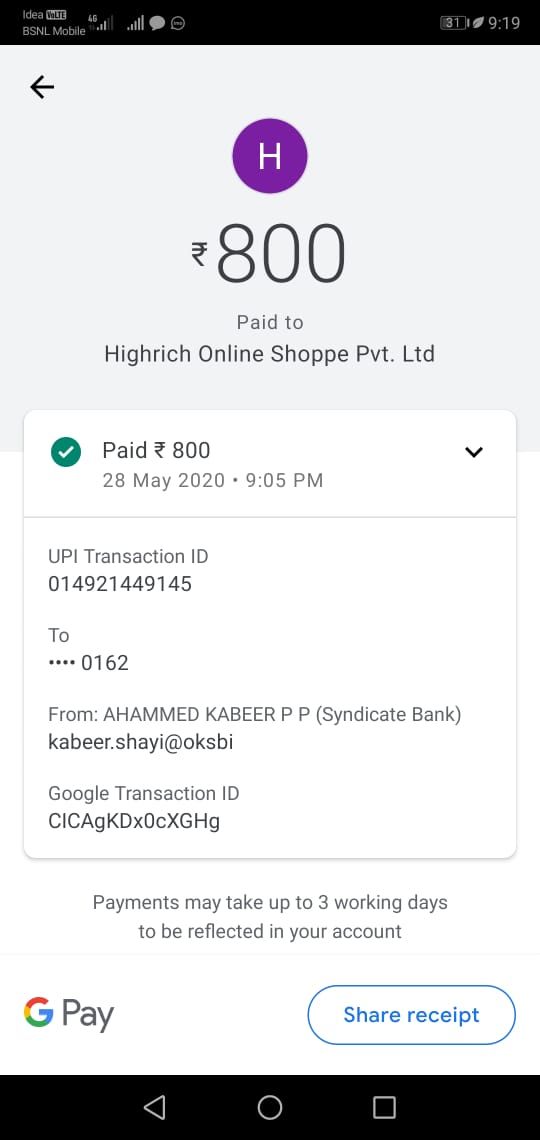 Idea VoLTE
BSNL Mobile
4G
31
9:19
H
₹800
Paid to
Highrich Online Shoppe Pvt. Ltd
Paid ₹ 800
28 May 2020 • 9:05 PM
UPI Transaction ID
014921449145
To
•••• 0162
From: AHAMMED KABEER P P (Syndicate Bank)
kabeer.shayi@oksbi
Google Transaction ID
CICAgKDx0cXGHg
Payments may take up to 3 working days
to be reflected in your account
G Pay
Share receipt